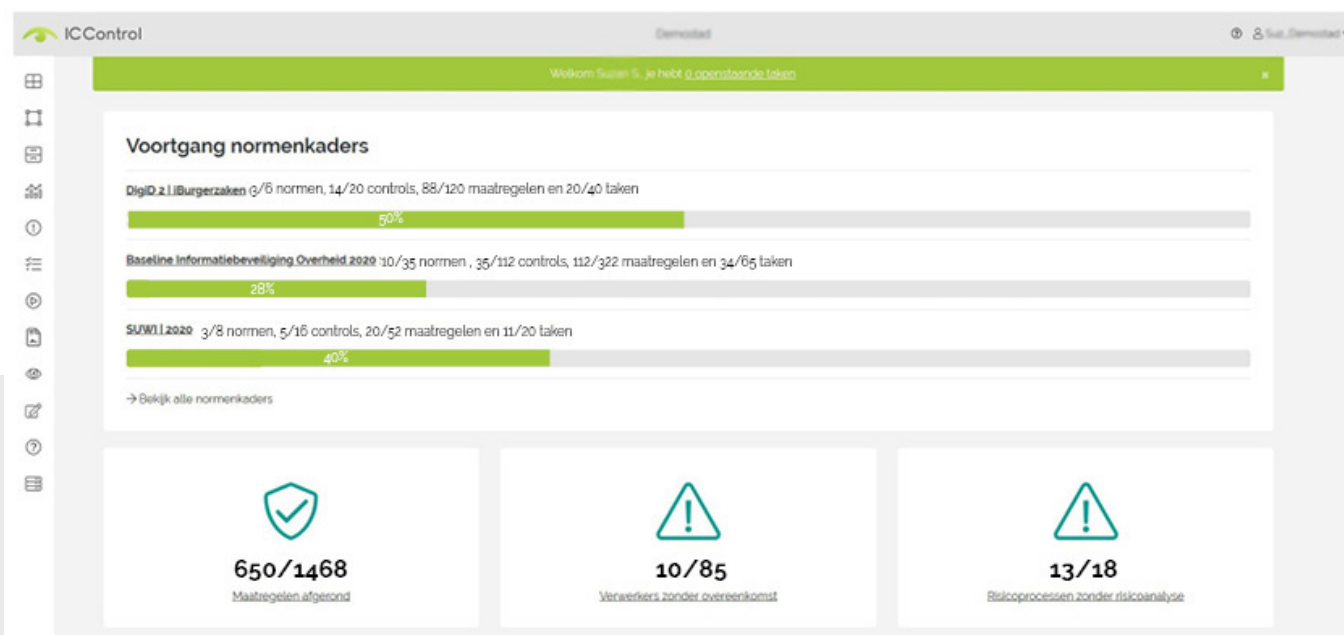 ICControl
Demostad
Welkom Suzan S. je hebt 0 openstaande taken
×
Voortgang normenkaders
DigiD 2 | iBurgerzaken 3/6 normen, 14/20 controls, 88/120 maatregelen en 20/40 taken
50%
Baseline Informatiebeveiliging Overheid 2020 10/35 normen , 35/112 controls, 112/322 maatregelen en 34/65 taken
28%
SUWI | 2020 3/8 normen, 5/16 controls, 20/52 maatregelen en 11/20 taken
40%
→ Bekijk alle normenkaders
650/1468
Maatregelen afgerond
10/85
Verwerkers zonder overeenkomst
13/18
Risicoprocessen zonder risicoanalyse